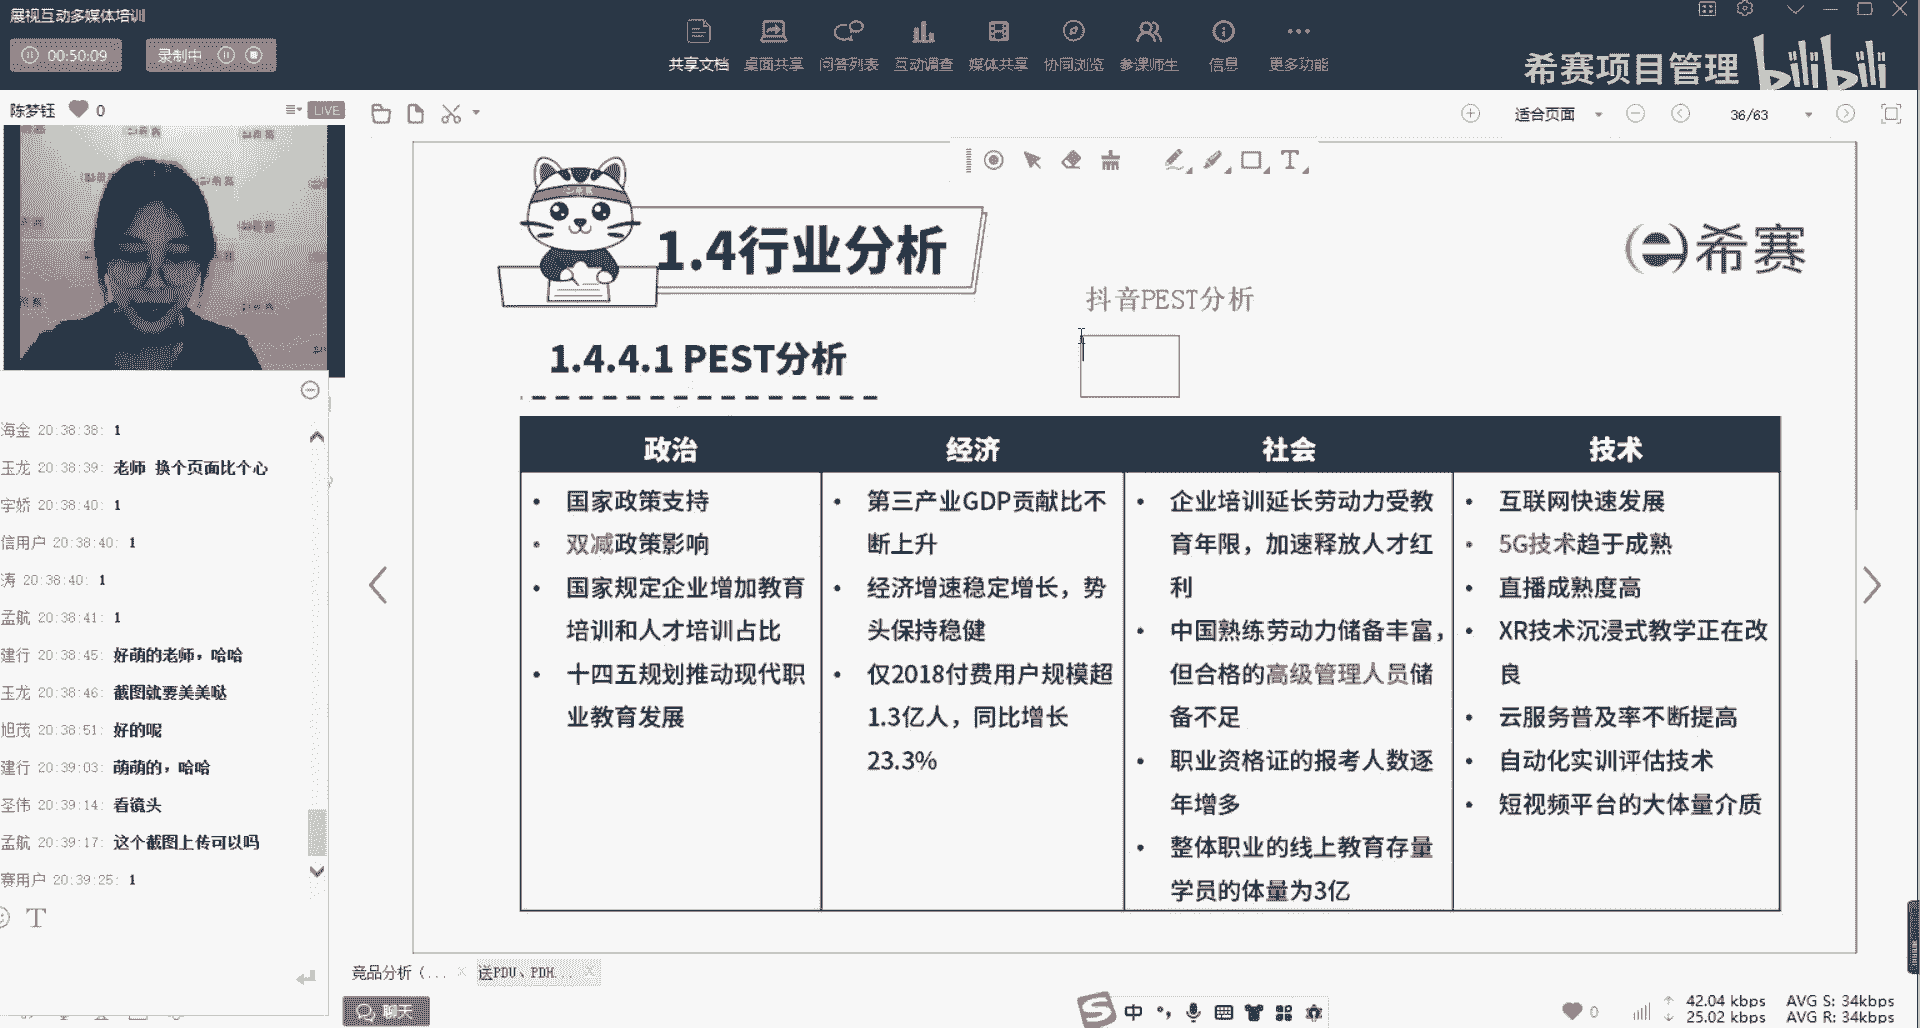 展视互动多媒体培训
00:50:09
录制中
共享文档
桌面共享
问答列表
互动调查
媒体共享
协同浏览
参课师生
信息
更多功能
希赛项目管理
bilibili
陈梦钰 0
LIVE
适合页面
36/63
海金 20:38:38: 1
玉龙 20:38:39: 老师 换个页面比个心
宇娇 20:38:40: 1
信用户 20:38:40: 1
涛 20:38:40: 1
孟航 20:38:41: 1
建行 20:38:45: 好萌的老师,哈哈
玉龙 20:38:46: 截图就要美美哒
旭茂 20:38:51: 好的呢
建行 20:39:03: 萌萌的,哈哈
圣伟 20:39:14: 看镜头
孟航 20:39:17: 这个截图上传可以吗
赛用户 20:39:25: 1
1.4行业分析
希赛
抖音PEST分析
1.4.4.1 PEST分析
政治
• 国家政策支持
• 双减政策影响
• 国家规定企业增加教育
培训和人才培训占比
• 十四五规划推动现代职
业教育发展
经济
• 第三产业GDP贡献比不
断上升
• 经济增速稳定增长，势
头保持稳健
• 仅2018付费用户规模超
1.3亿人，同比增长
23.3%
社会
• 企业培训延长劳动力受教
育年限，加速释放人才红
利
• 中国熟练劳动力储备丰富，
但合格的高级管理人员储
备不足
• 职业资格证的报考人数逐
年增多
• 整体职业的线上教育存量
学员的体量为3亿
技术
• 互联网快速发展
• 5G技术趋于成熟
• 直播成熟度高
• XR技术沉浸式教学正在改
良
• 云服务普及率不断提高
• 自动化实训评估技术
• 短视频平台的大体量介质
竞品分析（...
送PDU、PDH...
聊天
中
0
42.04 kbps AVG S: 34kbps
25.02 kbps AVG R: 34kbps